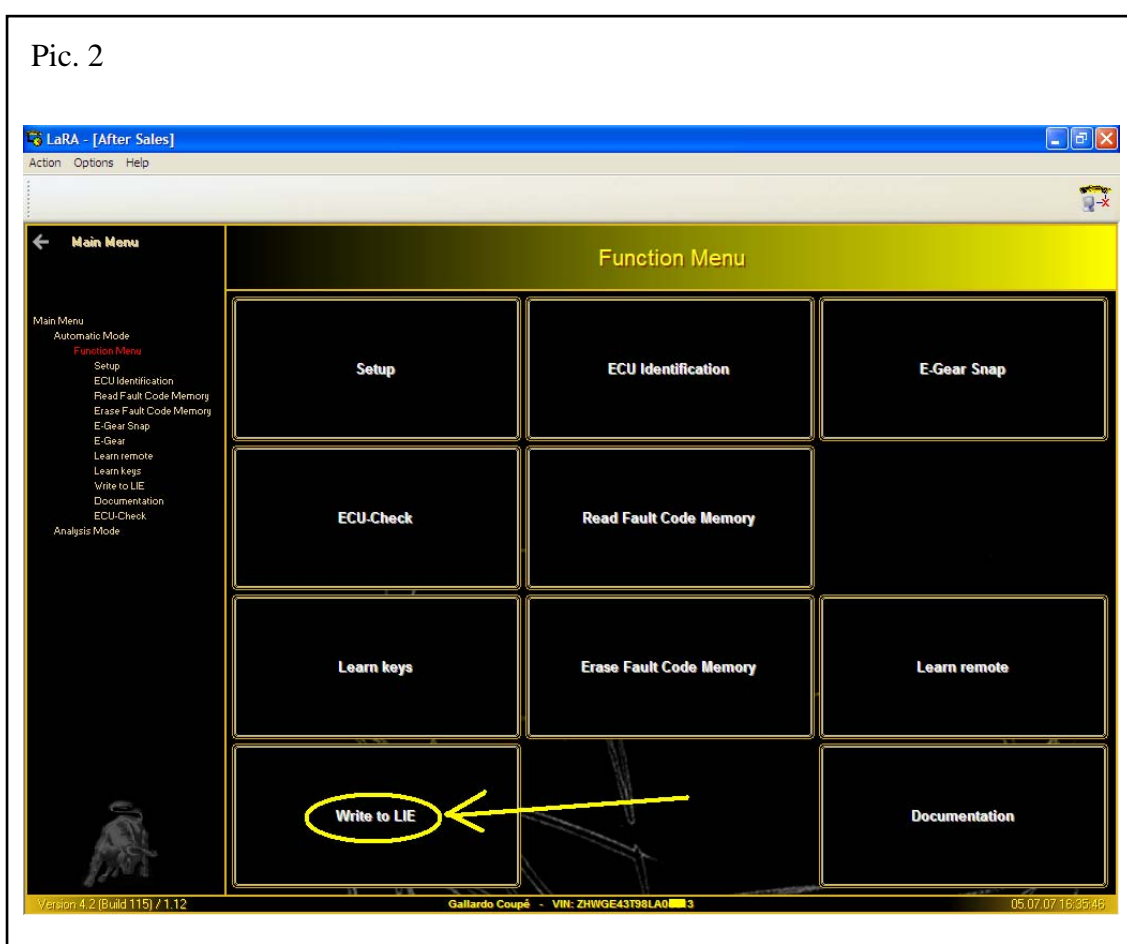 Pic. 2
LaRA - [After Sales]
Action Options Help
Main Menu
Function Menu
Main Menu
Automatic Mode
Function Menu
Setup
ECU Identification
Read Fault Code Memory
Erase Fault Code Memory
E-Gear Snap
E-Gear
Learn remote
Learn keys
Write to LIE
Documentation
ECU-Check
Analysis Mode
Setup ECU Identification E-Gear Snap
ECU-Check Read Fault Code Memory
Learn keys Erase Fault Code Memory Learn remote
Write to LIE Documentation
Version 4.2 (Build 115) / 1.12 Gallardo Coupé - VIN: 05.07.07 16:35:46